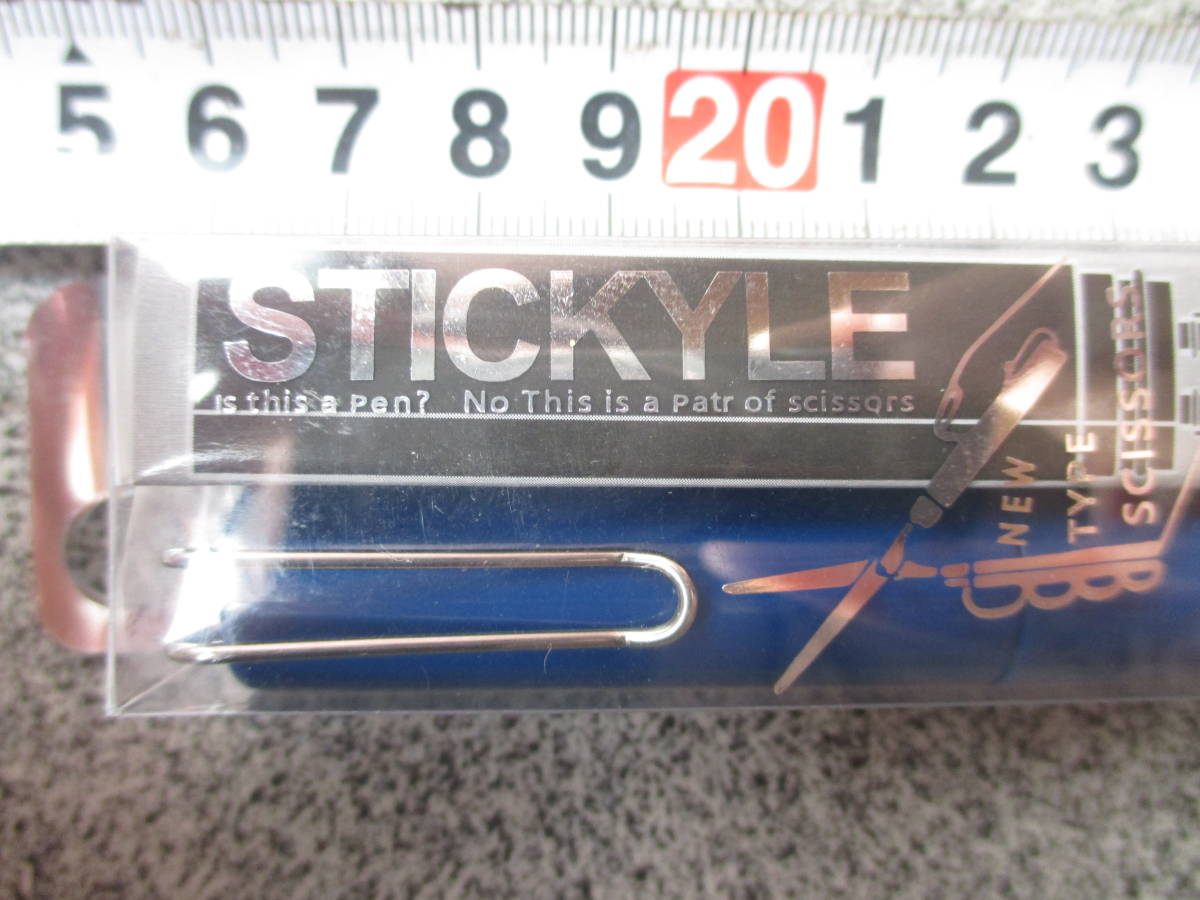 5 6 7 8 9 20 1 2 3
STICKYLE
Is this a Pen? No This is a Patr of scissors
NEW
TYPE
SCISSORS